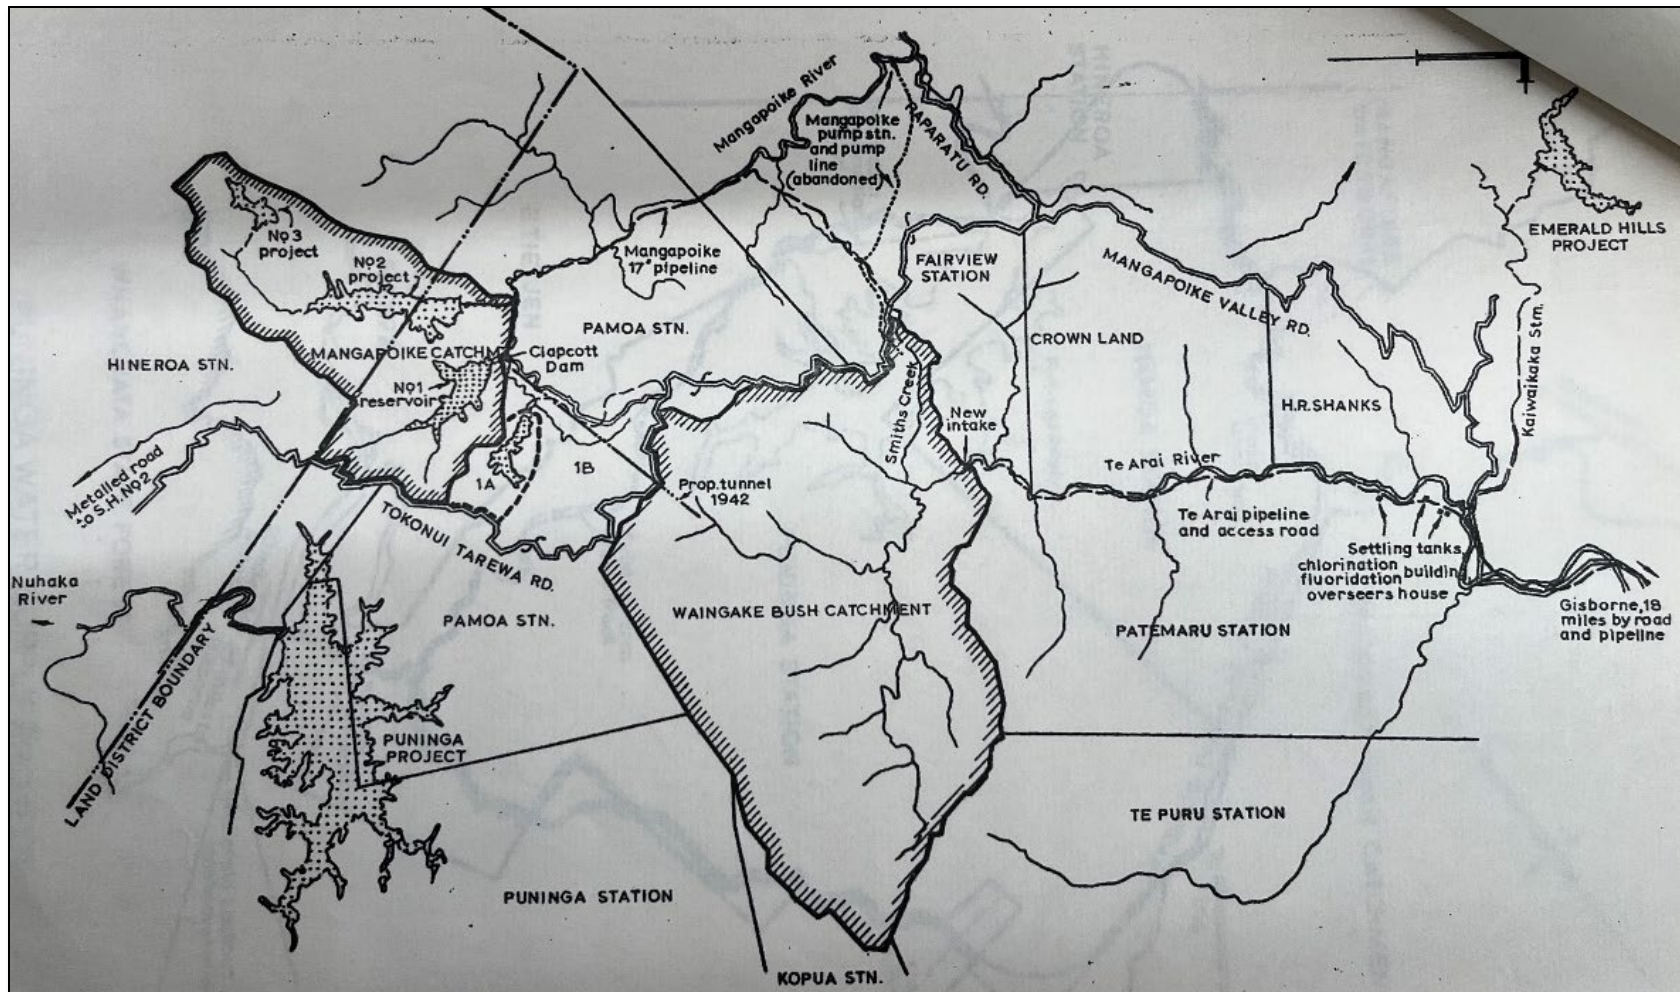 Mangapoike River
Mangapoike
pump stn.
and pump
line
(abandoned)
PAPARATU RD.
EMERALD HILLS
PROJECT
No3
project
No2
project
Mangapoike
17" pipeline
FAIRVIEW
STATION
MANGAPOIKE VALLEY RD.
Kaiwaikaka Stm.
PAMOA STN.
CROWN LAND
HINEROA STN.
MANGAPOIKE CATCHM
Clapcott
Dam
No1
reservoir
Smiths Creek
New
intake
H.R.SHANKS
Metalled road
to S.H. No2
1A
1B
Prop. tunnel
1942
Te Arai River
Te Arai pipeline
and access road
TOKONUI TAREWA RD.
Settling tanks,
chlorination
fluoridation building
overseers house
Nuhaka
River
Gisborne, 18
miles by road
and pipeline
PAMOA STN.
WAINGAKE BUSH CATCHMENT
PATEMARU STATION
LAND DISTRICT BOUNDARY
PUNINGA
PROJECT
TE PURU STATION
PUNINGA STATION
KOPUA STN.